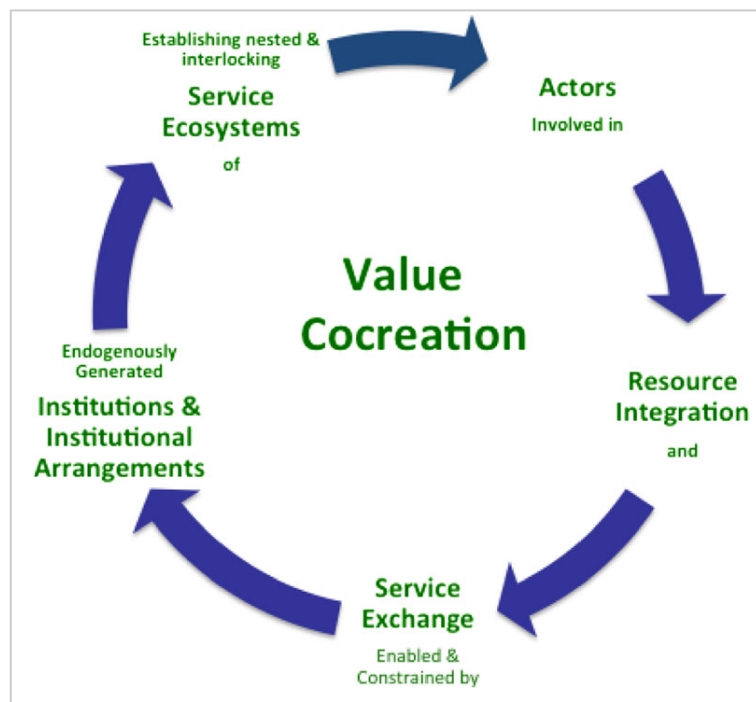 Establishing nested &
interlocking
Service
Ecosystems
of
Actors
Involved in
Value
Cocreation
Resource
Integration
and
Service
Exchange
Enabled &
Constrained by
Endogenously
Generated
Institutions &
Institutional
Arrangements